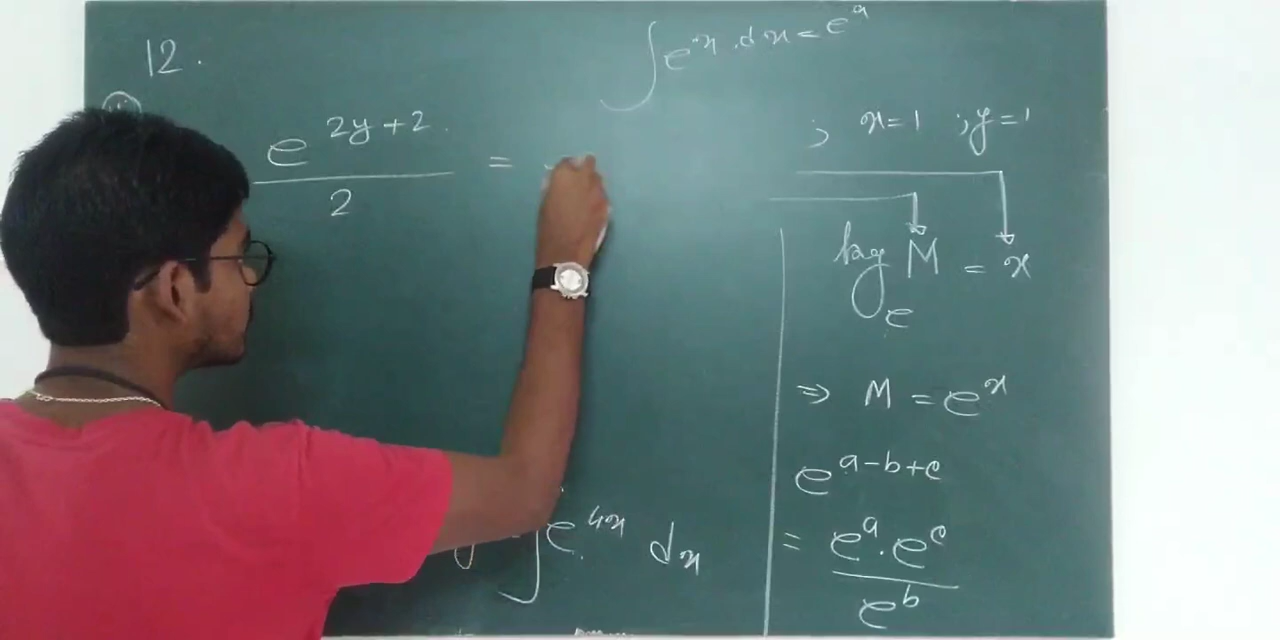 12.
∫e^x . dx = e^x
e^{2y+2} / 2 =
; x=1 ; y=1
log_e M = x
⇒ M = e^x
e^{a-b+c}
∫e^{4x} dx
= e^a . e^c / e^b